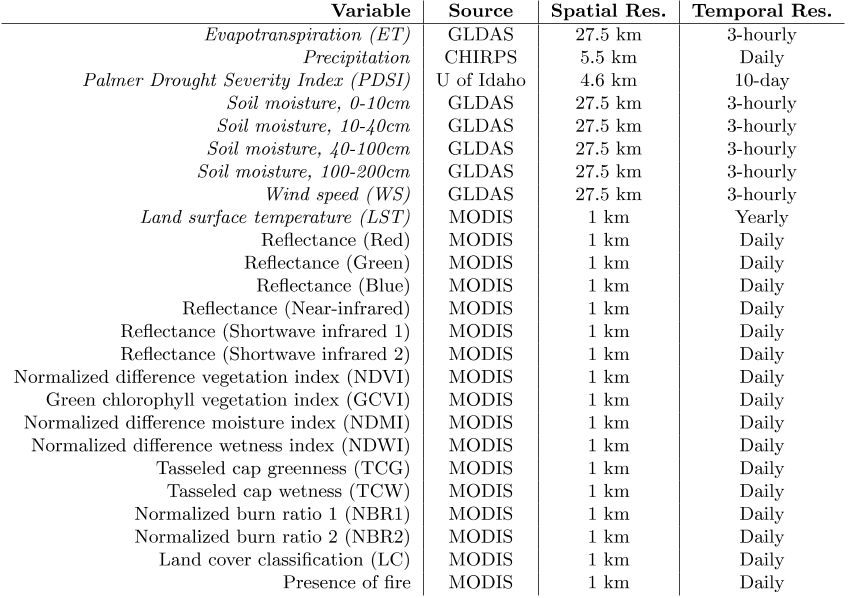 Variable Source Spatial Res. Temporal Res.
Evapotranspiration (ET) GLDAS 27.5 km 3-hourly
Precipitation CHIRPS 5.5 km Daily
Palmer Drought Severity Index (PDSI) U of Idaho 4.6 km 10-day
Soil moisture, 0-10cm GLDAS 27.5 km 3-hourly
Soil moisture, 10-40cm GLDAS 27.5 km 3-hourly
Soil moisture, 40-100cm GLDAS 27.5 km 3-hourly
Soil moisture, 100-200cm GLDAS 27.5 km 3-hourly
Wind speed (WS) GLDAS 27.5 km 3-hourly
Land surface temperature (LST) MODIS 1 km Yearly
Reflectance (Red) MODIS 1 km Daily
Reflectance (Green) MODIS 1 km Daily
Reflectance (Blue) MODIS 1 km Daily
Reflectance (Near-infrared) MODIS 1 km Daily
Reflectance (Shortwave infrared 1) MODIS 1 km Daily
Reflectance (Shortwave infrared 2) MODIS 1 km Daily
Normalized difference vegetation index (NDVI) MODIS 1 km Daily
Green chlorophyll vegetation index (GCVI) MODIS 1 km Daily
Normalized difference moisture index (NDMI) MODIS 1 km Daily
Normalized difference wetness index (NDWI) MODIS 1 km Daily
Tasseled cap greenness (TCG) MODIS 1 km Daily
Tasseled cap wetness (TCW) MODIS 1 km Daily
Normalized burn ratio 1 (NBR1) MODIS 1 km Daily
Normalized burn ratio 2 (NBR2) MODIS 1 km Daily
Land cover classification (LC) MODIS 1 km Daily
Presence of fire MODIS 1 km Daily